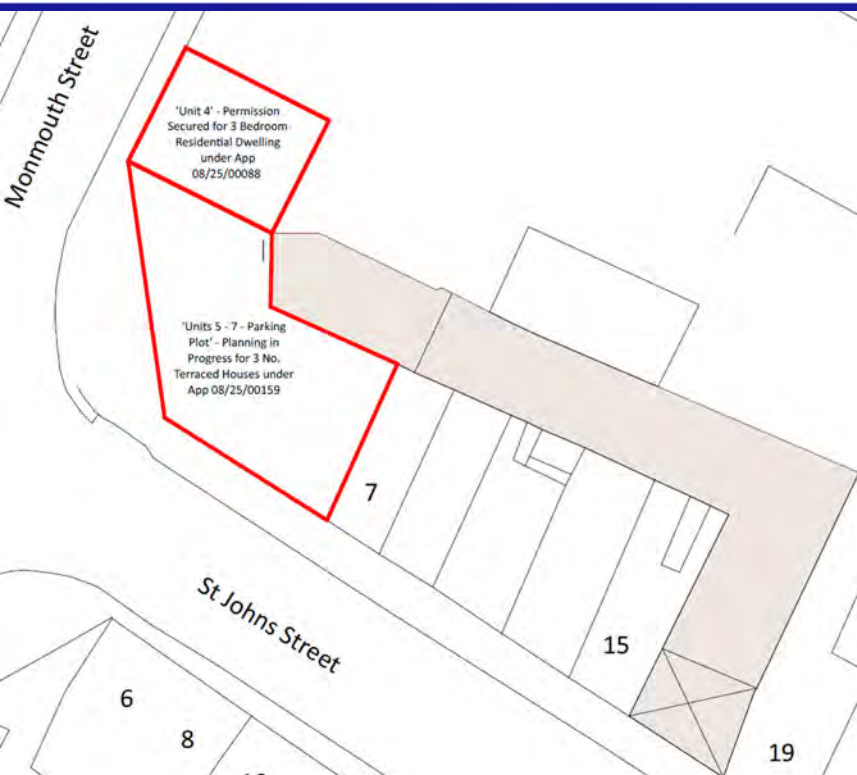 Monmouth Street
'Unit 4' - Permission
Secured for 3 Bedroom
Residential Dwelling
under App
08/25/00088
'Units 5 - 7 - Parking
Plot' - Planning in
Progress for 3 No.
Terraced Houses under
App 08/25/00159
7
St Johns Street
15
6
8
19